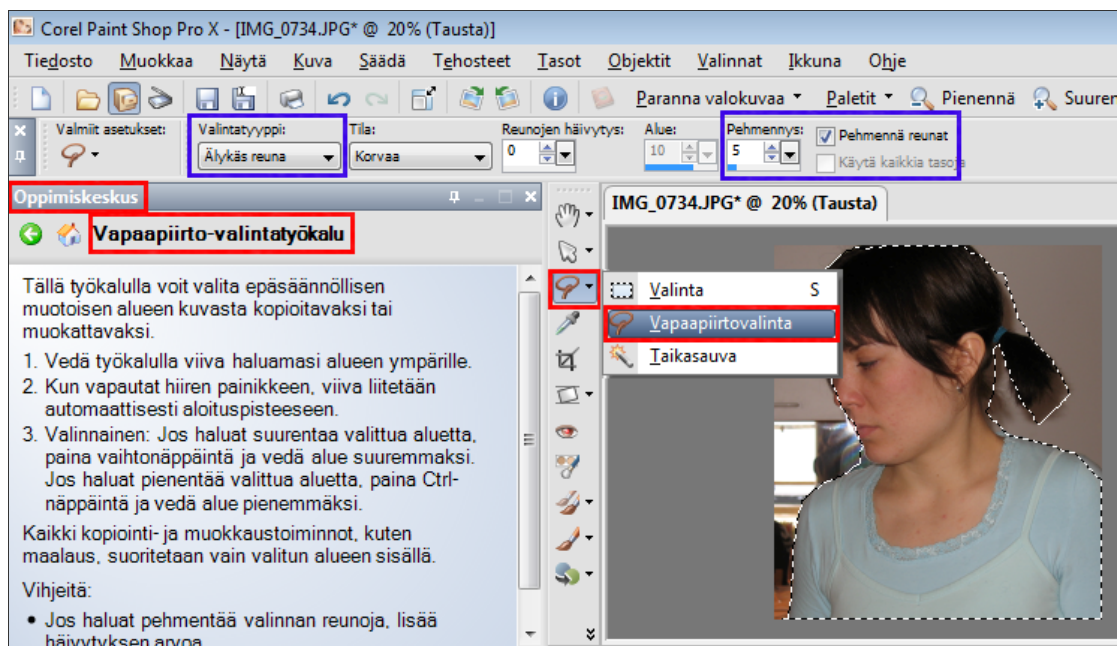 Corel Paint Shop Pro X - [IMG_0734.JPG* @ 20% (Tausta)]
Tiedosto Muokkaa Näytä Kuva Säädä Tehosteet Tasot Objektit Valinnat Ikkuna Ohje
Paranna valokuvaa Paletit Pienennä Suuren
Valmiit asetukset: Valintatyyppi: Tila: Reunojen häivytys: Alue: Pehmennys: Pehmennä reunat
Älykäs reuna Korvaa 0 10 5 Käytä kaikkia tasoja
Oppimiskeskus
Vapaapiirto-valintatyökalu
Tällä työkalulla voit valita epäsäännöllisen
muotoisen alueen kuvasta kopioitavaksi tai
muokattavaksi.
1. Vedä työkalulla viiva haluamasi alueen ympärille.
2. Kun vapautat hiiren painikkeen, viiva liitetään
automaattisesti aloituspisteeseen.
3. Valinnainen: Jos haluat suurentaa valittua aluetta,
paina vaihtonäppäintä ja vedä alue suuremmaksi.
Jos haluat pienentää valittua aluetta, paina Ctrl-
näppäintä ja vedä alue pienemmäksi.
Kaikki kopiointi- ja muokkaustoiminnot, kuten
maalaus, suoritetaan vain valitun alueen sisällä.
Vihjeitä:
• Jos haluat pehmentää valinnan reunoja, lisää
häivytyksen arvoa
IMG_0734.JPG* @ 20% (Tausta)
Valinta S
Vapaapiirtovalinta
Taikasauva